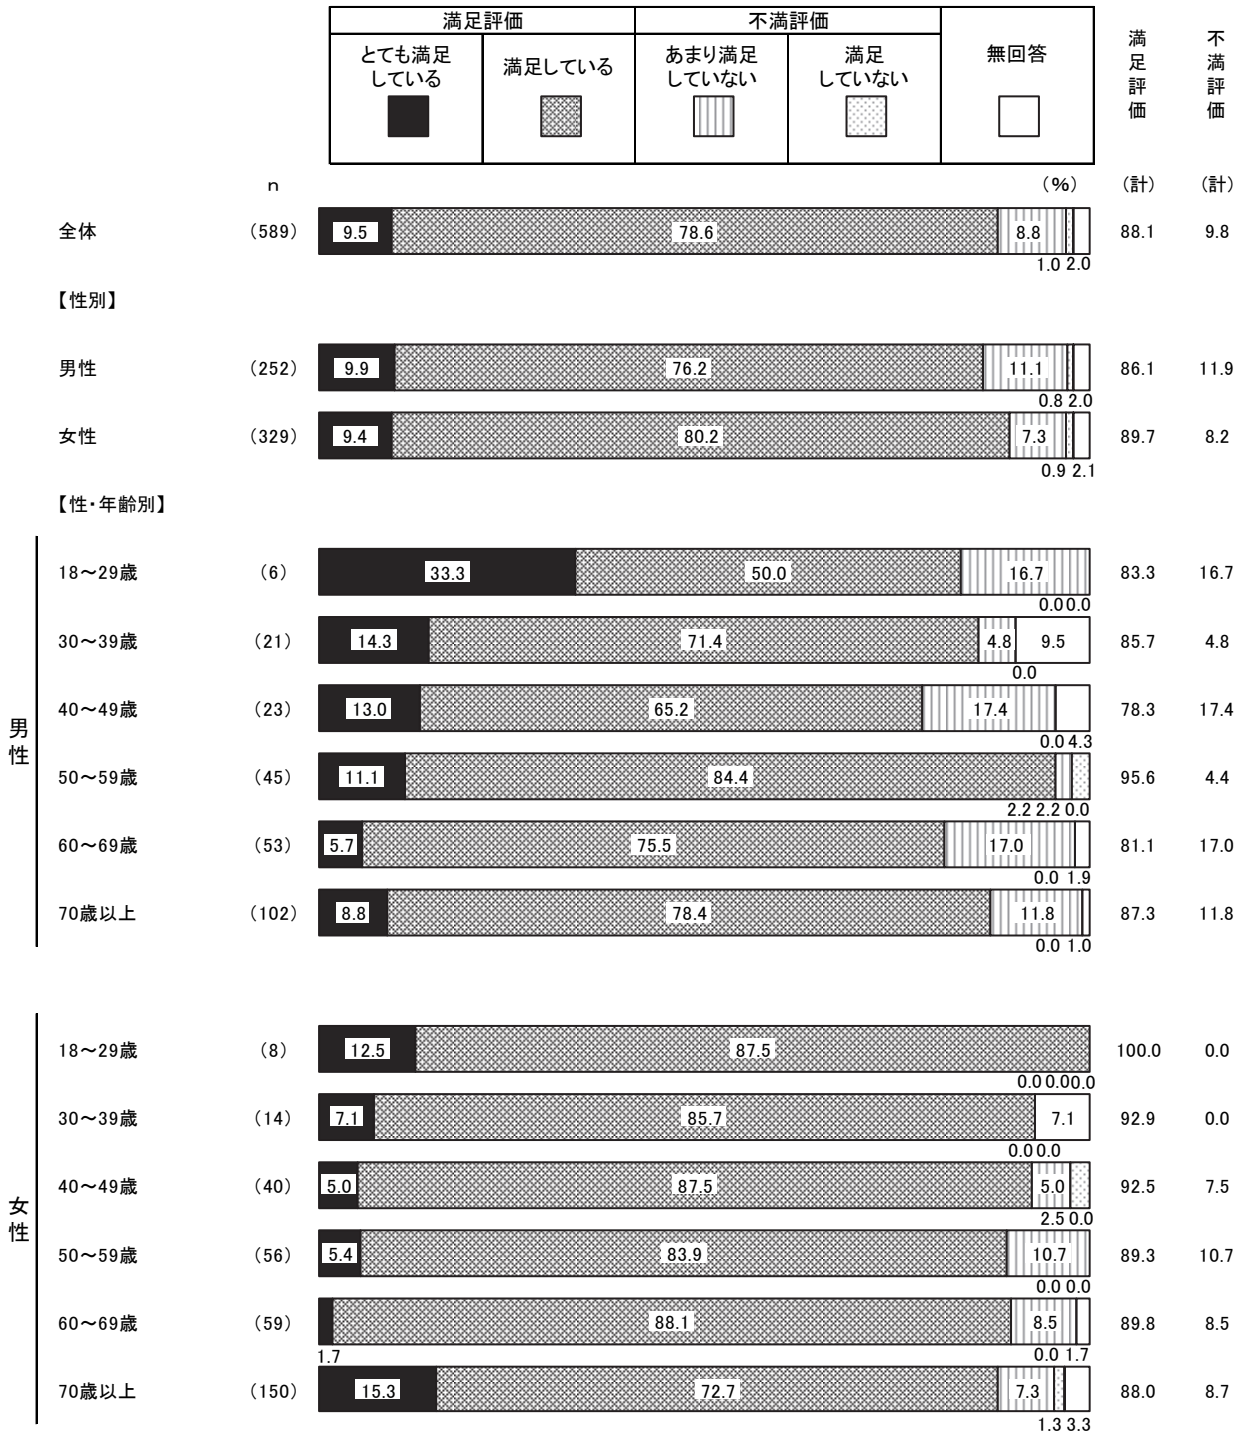 満足評価 不満評価
とても満足
している
満足している
あまり満足
していない
満足
していない
無回答
満足評価
不満評価
n (%) (計) (計)
全体 (589) 9.5 78.6 8.8 88.1 9.8
1.0 2.0
【性別】
男性 (252) 9.9 76.2 11.1 86.1 11.9
0.8 2.0
女性 (329) 9.4 80.2 7.3 89.7 8.2
0.9 2.1
【性・年齢別】
男性
18～29歳 (6) 33.3 50.0 16.7 83.3 16.7
0.0 0.0
30～39歳 (21) 14.3 71.4 4.8 9.5 85.7 4.8
0.0
40～49歳 (23) 13.0 65.2 17.4 78.3 17.4
0.0 4.3
50～59歳 (45) 11.1 84.4 95.6 4.4
2.2 2.2 0.0
60～69歳 (53) 5.7 75.5 17.0 81.1 17.0
0.0 1.9
70歳以上 (102) 8.8 78.4 11.8 87.3 11.8
0.0 1.0
女性
18～29歳 (8) 12.5 87.5 100.0 0.0
0.0 0.0 0.0
30～39歳 (14) 7.1 85.7 7.1 92.9 0.0
0.0 0.0
40～49歳 (40) 5.0 87.5 5.0 92.5 7.5
2.5 0.0
50～59歳 (56) 5.4 83.9 10.7 89.3 10.7
0.0 0.0
60～69歳 (59) 88.1 8.5 89.8 8.5
1.7 0.0 1.7
70歳以上 (150) 15.3 72.7 7.3 88.0 8.7
1.3 3.3